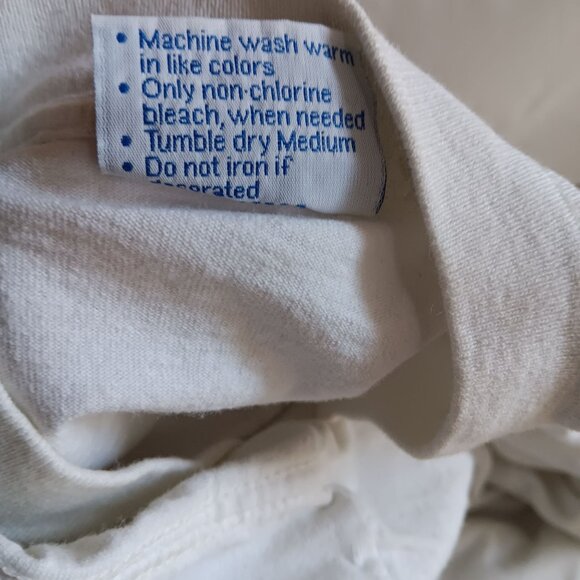 • Machine wash warm
in like colors
• Only non-chlorine
bleach, when needed
• Tumble dry Medium
• Do not iron if